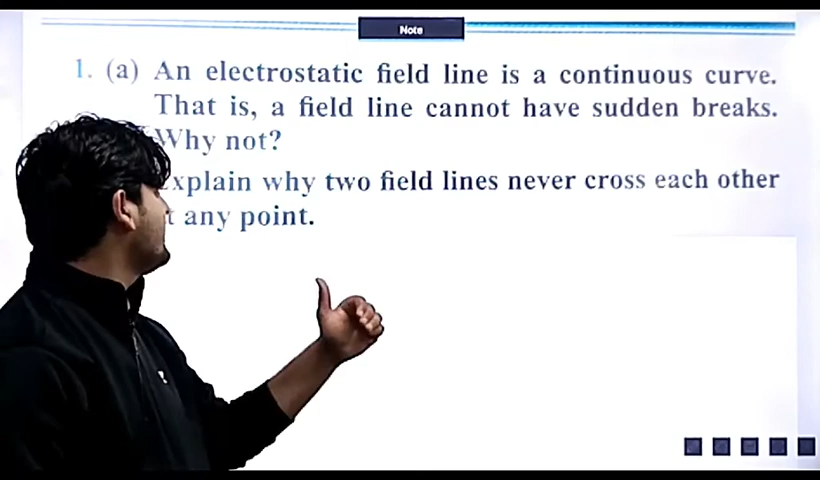 Note
1. (a) An electrostatic field line is a continuous curve.
That is, a field line cannot have sudden breaks.
Why not?
xplain why two field lines never cross each other
t any point.